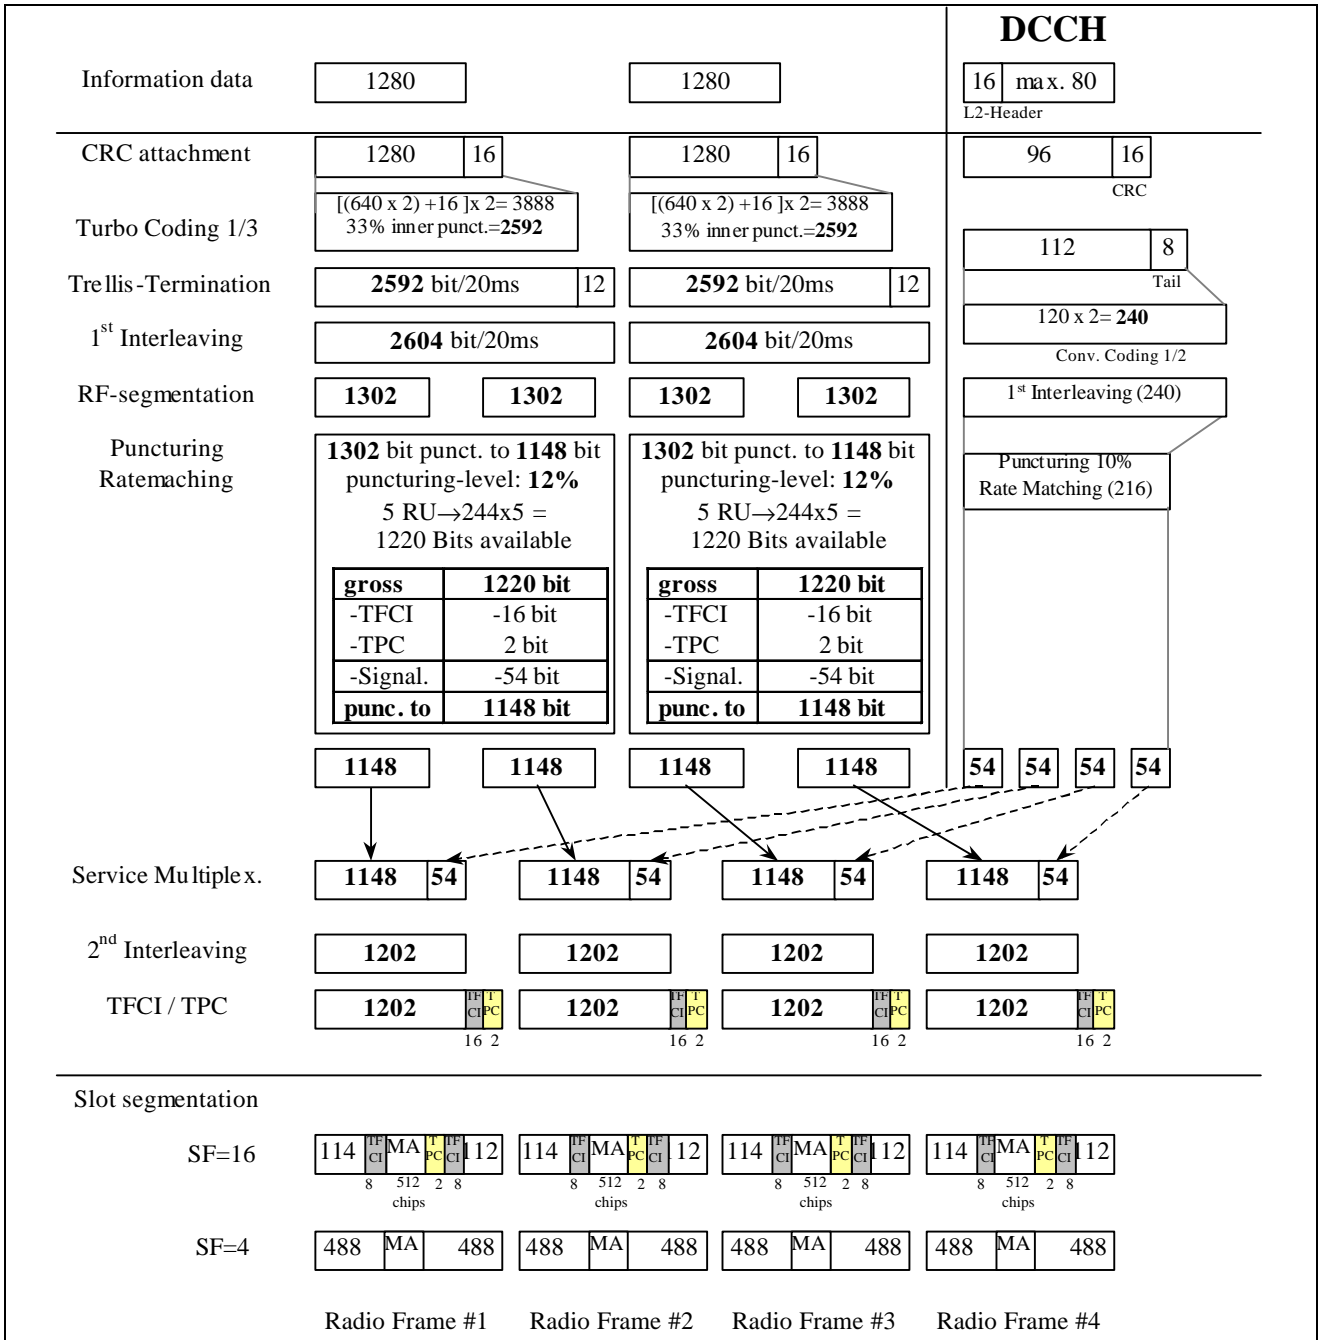 DCCH
Information data 1280 1280 16 max. 80
L2-Header
CRC attachment 1280 16 1280 16 96 16
CRC
[(640 x 2) +16 ]x 2= 3888 [(640 x 2) +16 ]x 2= 3888
Turbo Coding 1/3 33% inner punct.=2592 33% inner punct.=2592
112 8
Tail
Trellis-Termination 2592 bit/20ms 12 2592 bit/20ms 12
120 x 2= 240
1st Interleaving 2604 bit/20ms 2604 bit/20ms
Conv. Coding 1/2
RF-segmentation 1302 1302 1302 1302 1st Interleaving (240)
Puncturing 1302 bit punct. to 1148 bit 1302 bit punct. to 1148 bit Puncturing 10%
Ratemaching puncturing-level: 12% puncturing-level: 12% Rate Matching (216)
5 RU→244x5 = 5 RU→244x5 =
1220 Bits available 1220 Bits available
gross 1220 bit gross 1220 bit
-TFCI -16 bit -TFCI -16 bit
-TPC 2 bit -TPC 2 bit
-Signal. -54 bit -Signal. -54 bit
punc. to 1148 bit punc. to 1148 bit
1148 1148 1148 1148 54 54 54 54
Service Multiplex. 1148 54 1148 54 1148 54 1148 54
2nd Interleaving 1202 1202 1202 1202
TFCI / TPC 1202 TF CI T PC 1202 TF CI T PC 1202 TF CI T PC 1202 TF CI T PC
16 2 16 2 16 2 16 2
Slot segmentation
SF=16 114 TF CI MA T PC TF CI 112 114 TF CI MA T PC TF CI 112 114 TF CI MA T PC TF CI 112 114 TF CI MA T PC TF CI 112
8 512 2 8 8 512 2 8 8 512 2 8 8 512 2 8
chips chips chips chips
SF=4 488 MA 488 488 MA 488 488 MA 488 488 MA 488
Radio Frame #1 Radio Frame #2 Radio Frame #3 Radio Frame #4